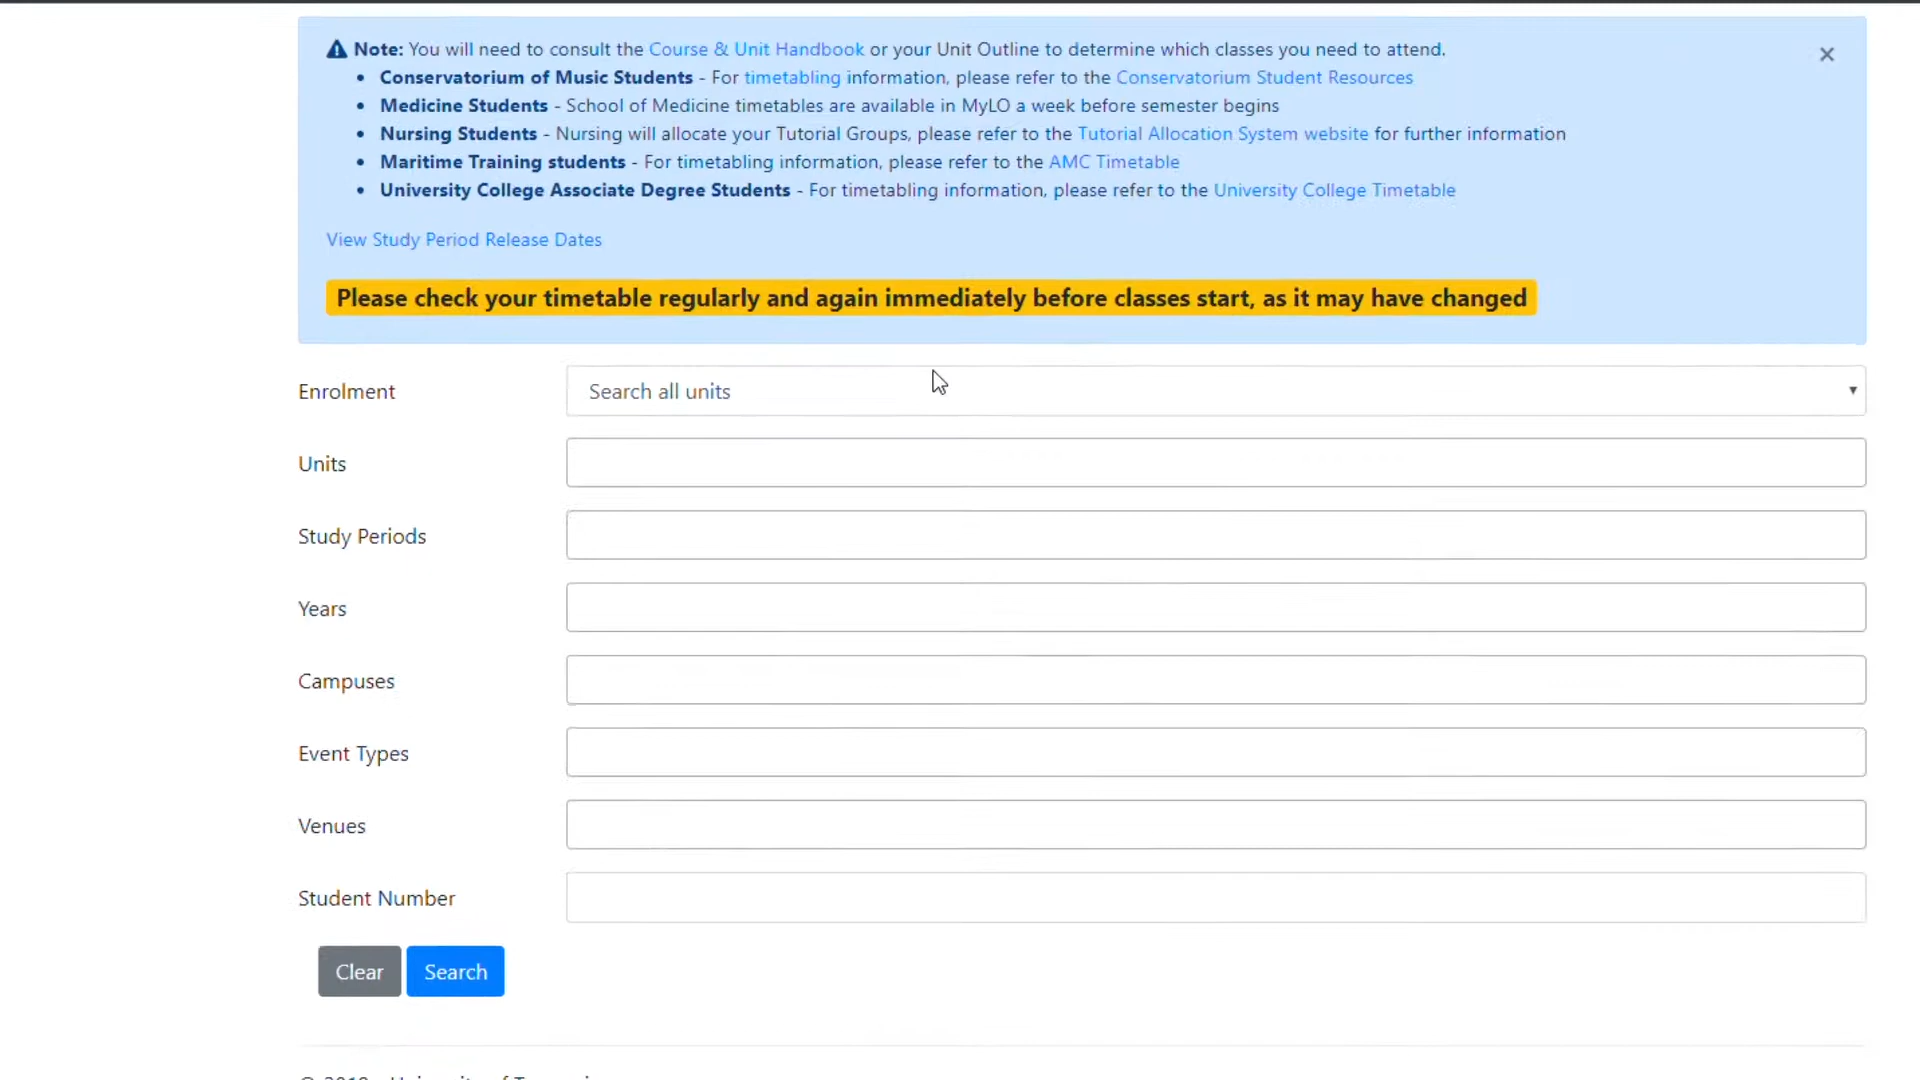 Note: You will need to consult the Course & Unit Handbook or your Unit Outline to determine which classes you need to attend.
Conservatorium of Music Students - For timetabling information, please refer to the Conservatorium Student Resources
Medicine Students - School of Medicine timetables are available in MyLO a week before semester begins
Nursing Students - Nursing will allocate your Tutorial Groups, please refer to the Tutorial Allocation System website for further information
Maritime Training students - For timetabling information, please refer to the AMC Timetable
University College Associate Degree Students - For timetabling information, please refer to the University College Timetable
View Study Period Release Dates
Please check your timetable regularly and again immediately before classes start, as it may have changed
Enrolment
Search all units
Units
Study Periods
Years
Campuses
Event Types
Venues
Student Number
Clear Search